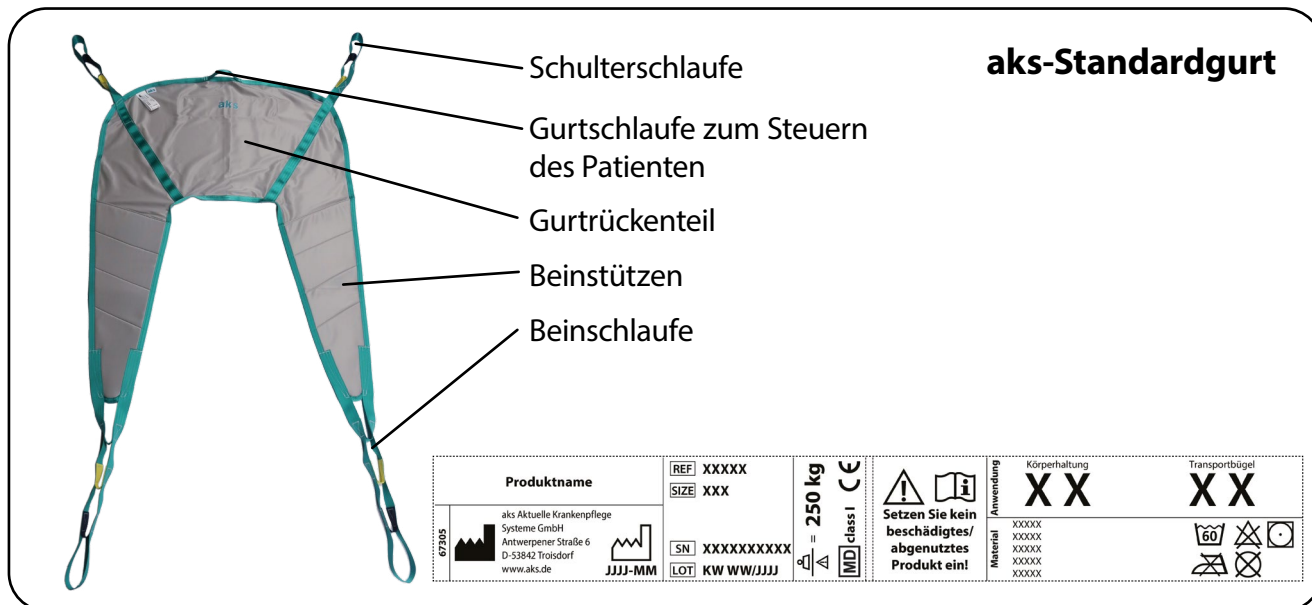 aks-Standardgurt
Schulterschlaufe
Gurtschlaufe zum Steuern
des Patienten
Gurtrückenteil
Beinstützen
Beinschlaufe
aks
67305
Produktname
aks Aktuelle Krankenpflege
Systeme GmbH
Antwerpener Straße 6
D-53842 Troisdorf
www.aks.de
JJJJ-MM
REF XXXXX
SIZE XXX
SN XXXXXXXXXX
LOT KW WW/JJJJ
= 250 kg
MD class I CE
Setzen Sie kein
beschädigtes/
abgenutztes
Produkt ein!
Anwendung
Körperhaltung
X X
Transportbügel
X X
Material
XXXXX
XXXXX
XXXXX
XXXXX
XXXXX
60